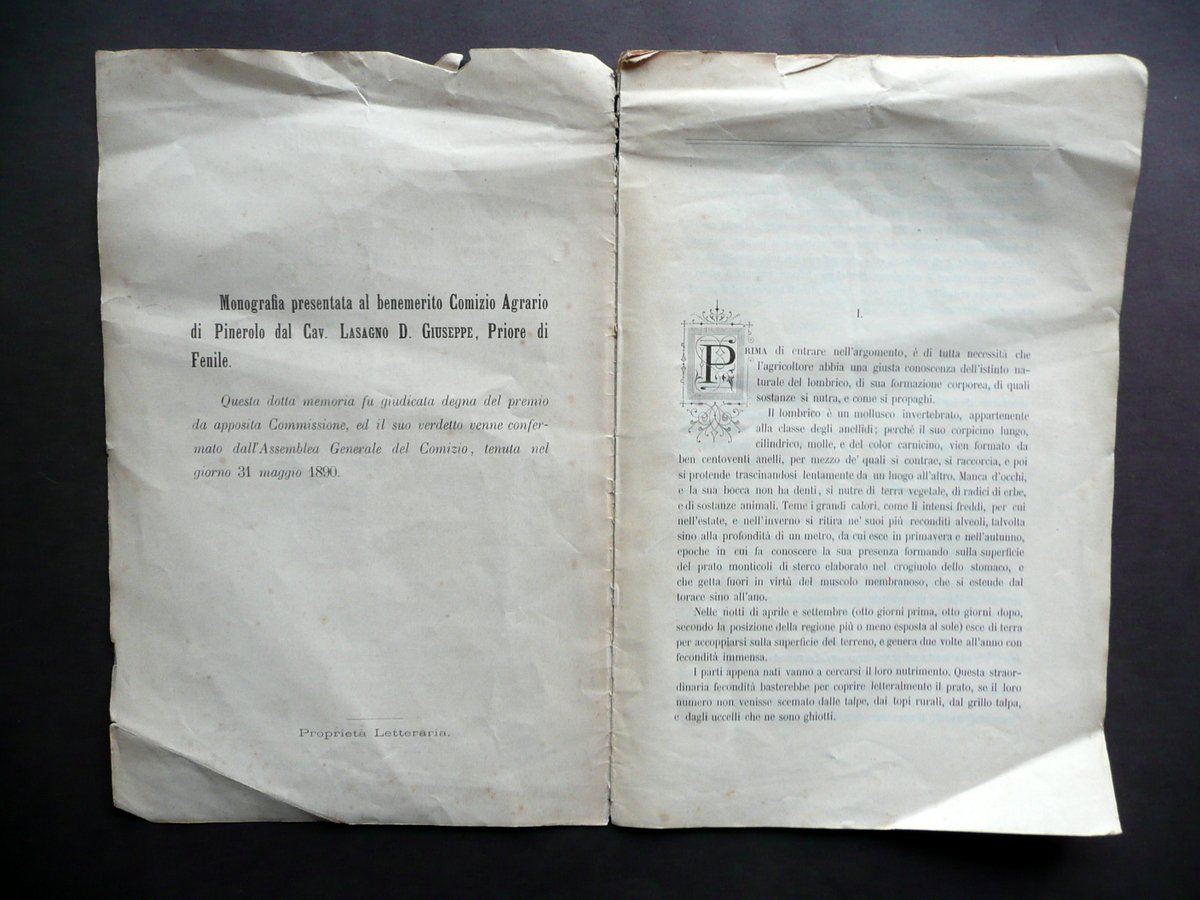 Monografia presentata al benemerito Comizio Agrario
di Pinerolo dal Cav. LASAGNO D. GIUSEPPE, Priore di
Fenile.
Questa dotta memoria fu giudicata degna del premio
da apposita Commissione, ed il suo verdetto venne confer-
mato dall'Assemblea Generale del Comizio, tenuta nel
giorno 31 maggio 1890.
Proprietà Letteraria.
I.
PRIMA di entrare nell'argomento, è di tutta necessità che
l'agricoltore abbia una giusta conoscenza dell'istinto na-
turale del lombrico, di sua formazione corporea, di quali
sostanze si nutra, e come si propaghi.
Il lombrico è un mollusco invertebrato, appartenente
alla classe degli anellidi; perchè il suo corpicino lungo,
cilindrico, molle, e del color carnicino, vien formato da
ben centoventi anelli, per mezzo de' quali si contrae, si raccorcia, e poi
si protende trascinandosi lentamente da un luogo all'altro. Manca d'occhi,
e la sua bocca non ha denti, si nutre di terra vegetale, di radici di erbe,
e di sostanze animali. Teme i grandi calori, come li intensi freddi, per cui
nell'estate, e nell'inverno si ritira ne' suoi più reconditi alveoli, talvolta
sino alla profondità di un metro, da cui esce in primavera e nell'autunno,
epoche in cui fa conoscere la sua presenza formando sulla superficie
del prato monticoli di sterco elaborato nel crogiuolo dello stomaco, e
che getta fuori in virtù del muscolo membranoso, che si estende dal
torace sino all'ano.
Nelle notti di aprile e settembre (otto giorni prima, otto giorni dopo,
secondo la posizione della regione più o meno esposta al sole) esce di terra
per accoppiarsi sulla superficie del terreno, e genera due volte all'anno con
fecondità immensa.
I parti appena nati vanno a cercarsi il loro nutrimento. Questa straor-
dinaria fecondità basterebbe per coprire letteralmente il prato, se il loro
numero non venisse scemato dalle talpe, dai topi rurali, dal grillo talpa,
e dagli uccelli che ne sono ghiotti.